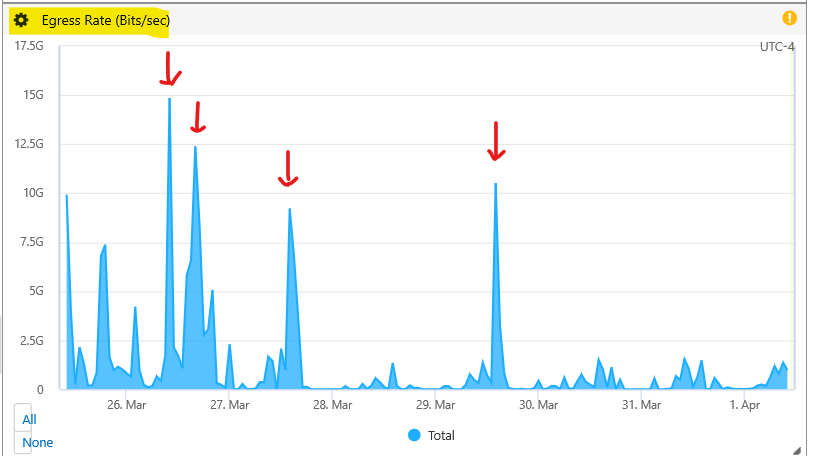 Egress Rate (Bits/sec)
17.5G
UTC-4
15G
12.5G
10G
7.5G
5G
2.5G
0
26. Mar
27. Mar
28. Mar
29. Mar
30. Mar
31. Mar
1. Apr
All
None
Total